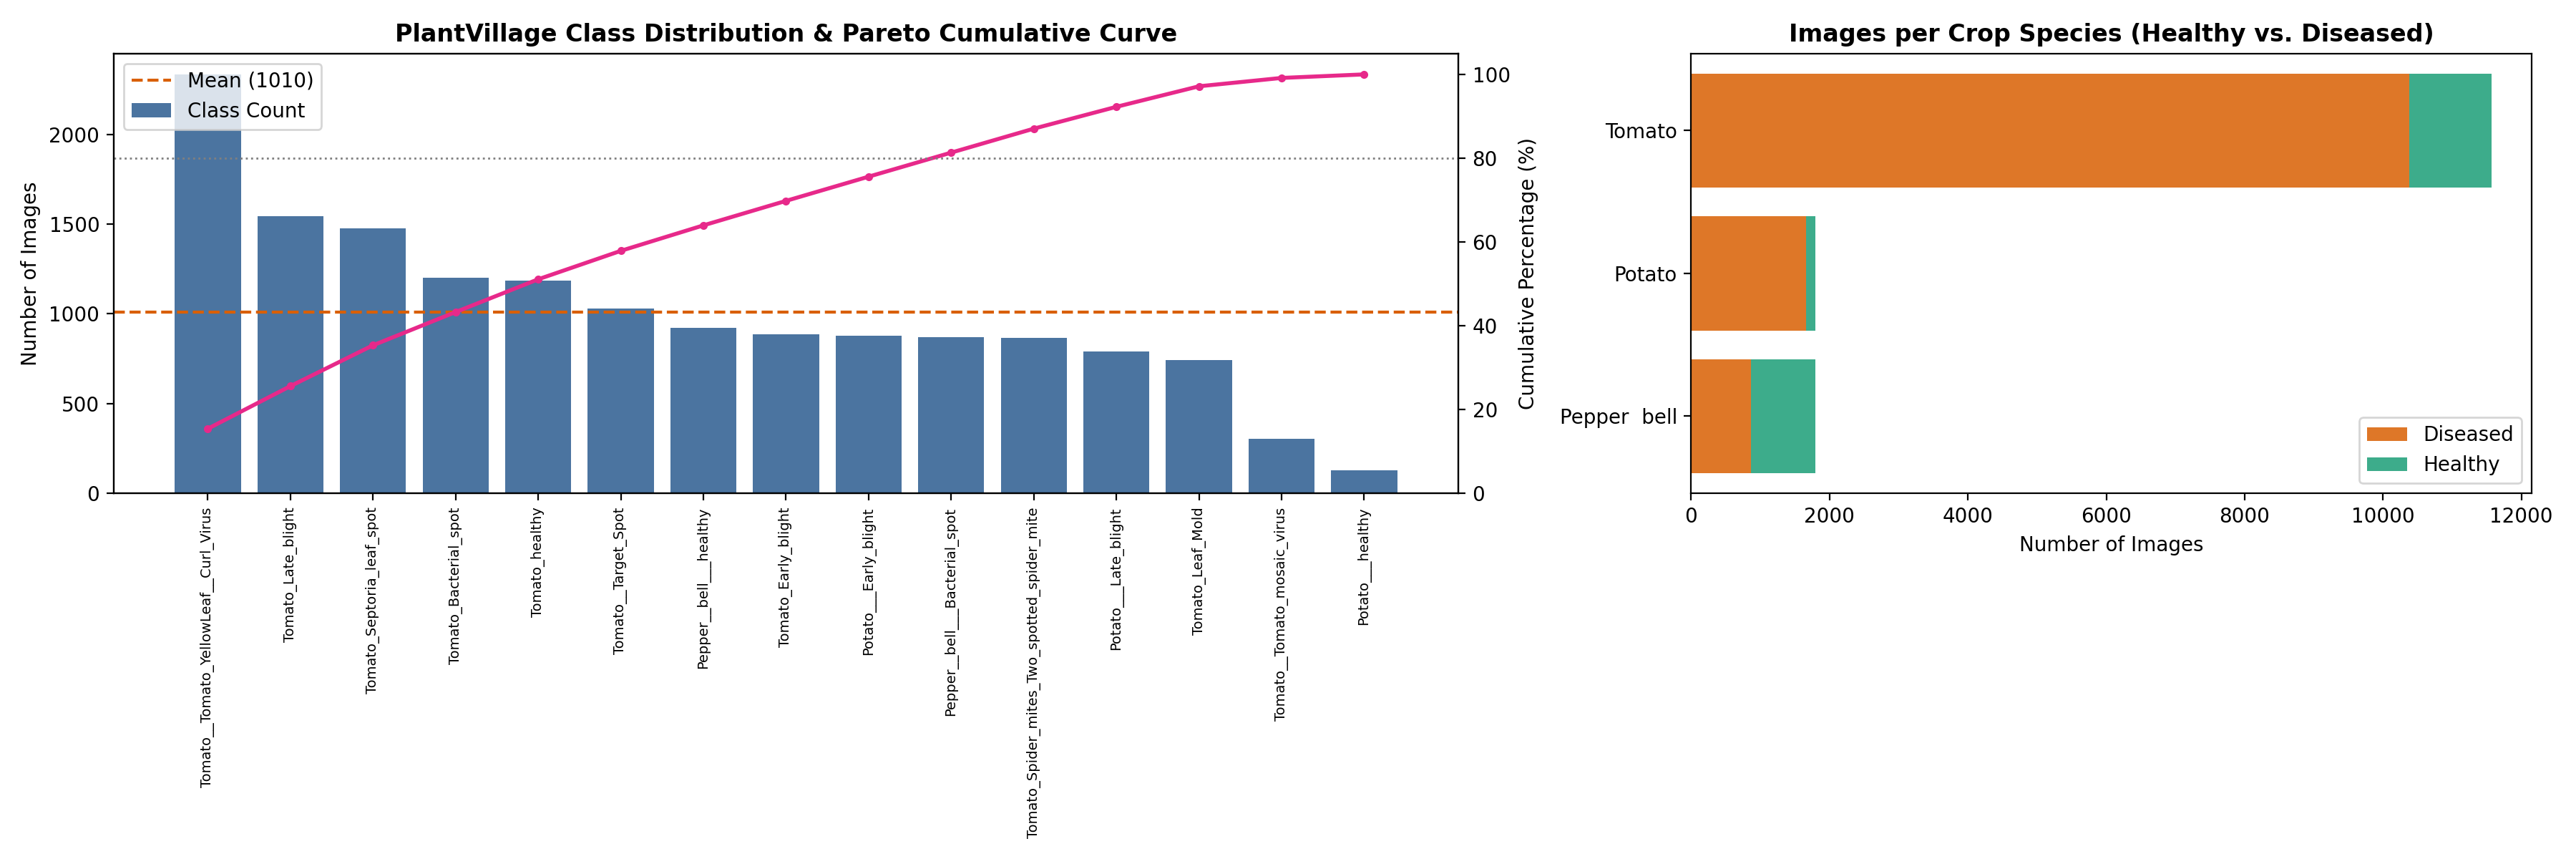 PlantVillage Class Distribution & Pareto Cumulative Curve
Mean (1010)
Class Count
Number of Images
2000
1500
1000
500
0
100
80
60
40
20
0
Cumulative Percentage (%)
Tomato__Tomato_YellowLeaf__Curl_Virus
Tomato_Late_blight
Tomato_Septoria_leaf_spot
Tomato_Bacterial_spot
Tomato_healthy
Tomato__Target_Spot
Pepper__bell___healthy
Tomato_Early_blight
Potato___Early_blight
Pepper__bell___Bacterial_spot
Tomato_Spider_mites_Two_spotted_spider_mite
Potato___Late_blight
Tomato_Leaf_Mold
Tomato__Tomato_mosaic_virus
Potato___healthy
Images per Crop Species (Healthy vs. Diseased)
Tomato
Potato
Pepper  bell
Diseased
Healthy
0 2000 4000 6000 8000 10000 12000
Number of Images